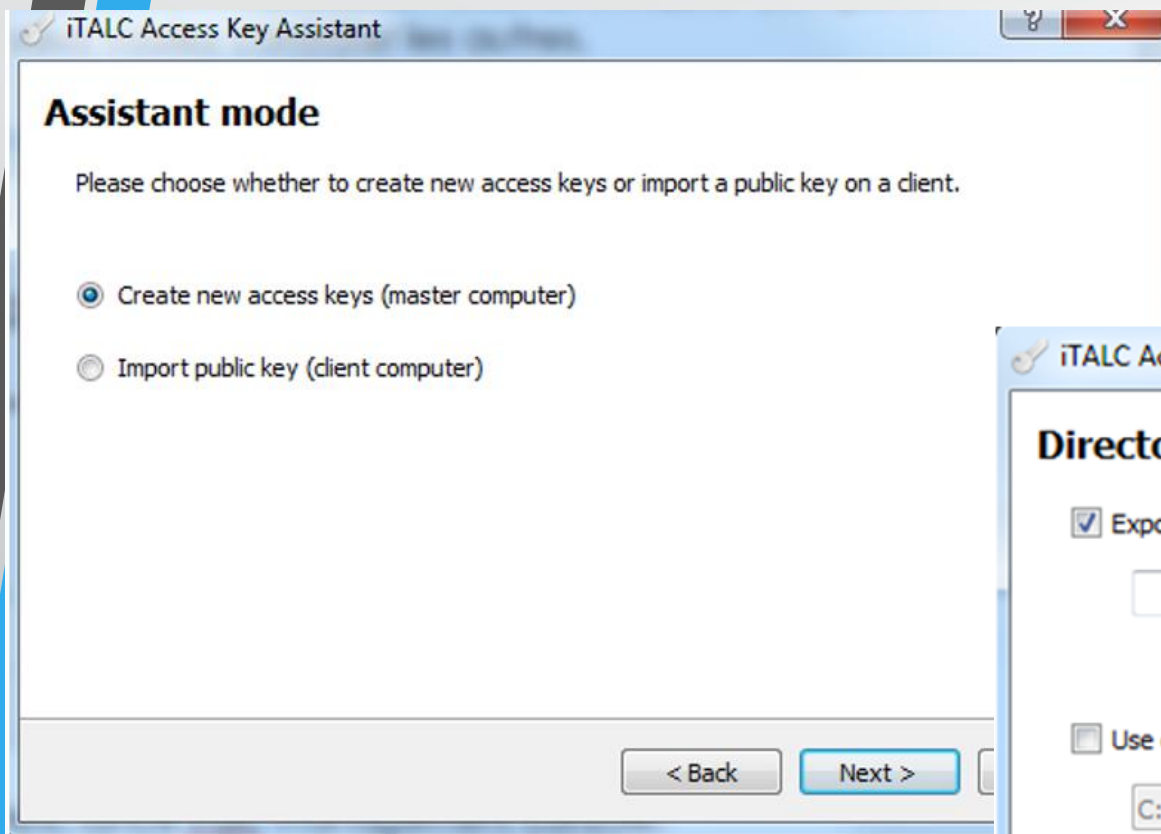 iTALC Access Key Assistant
Assistant mode
Please choose whether to create new access keys or import a public key on a client.
Create new access keys (master computer)
Import public key (client computer)
< Back
Next >
iTALC Ac
Directo
Expo
Use
C: